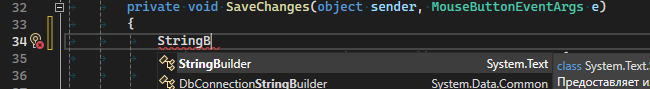 32 private void SaveChanges(object sender, MouseButtonEventArgs e)
33 {
34 StringB
35 StringBuilder System.Text class System.Text.
36 DbConnectionStringBuilder System.Data.Common Предоставляет и